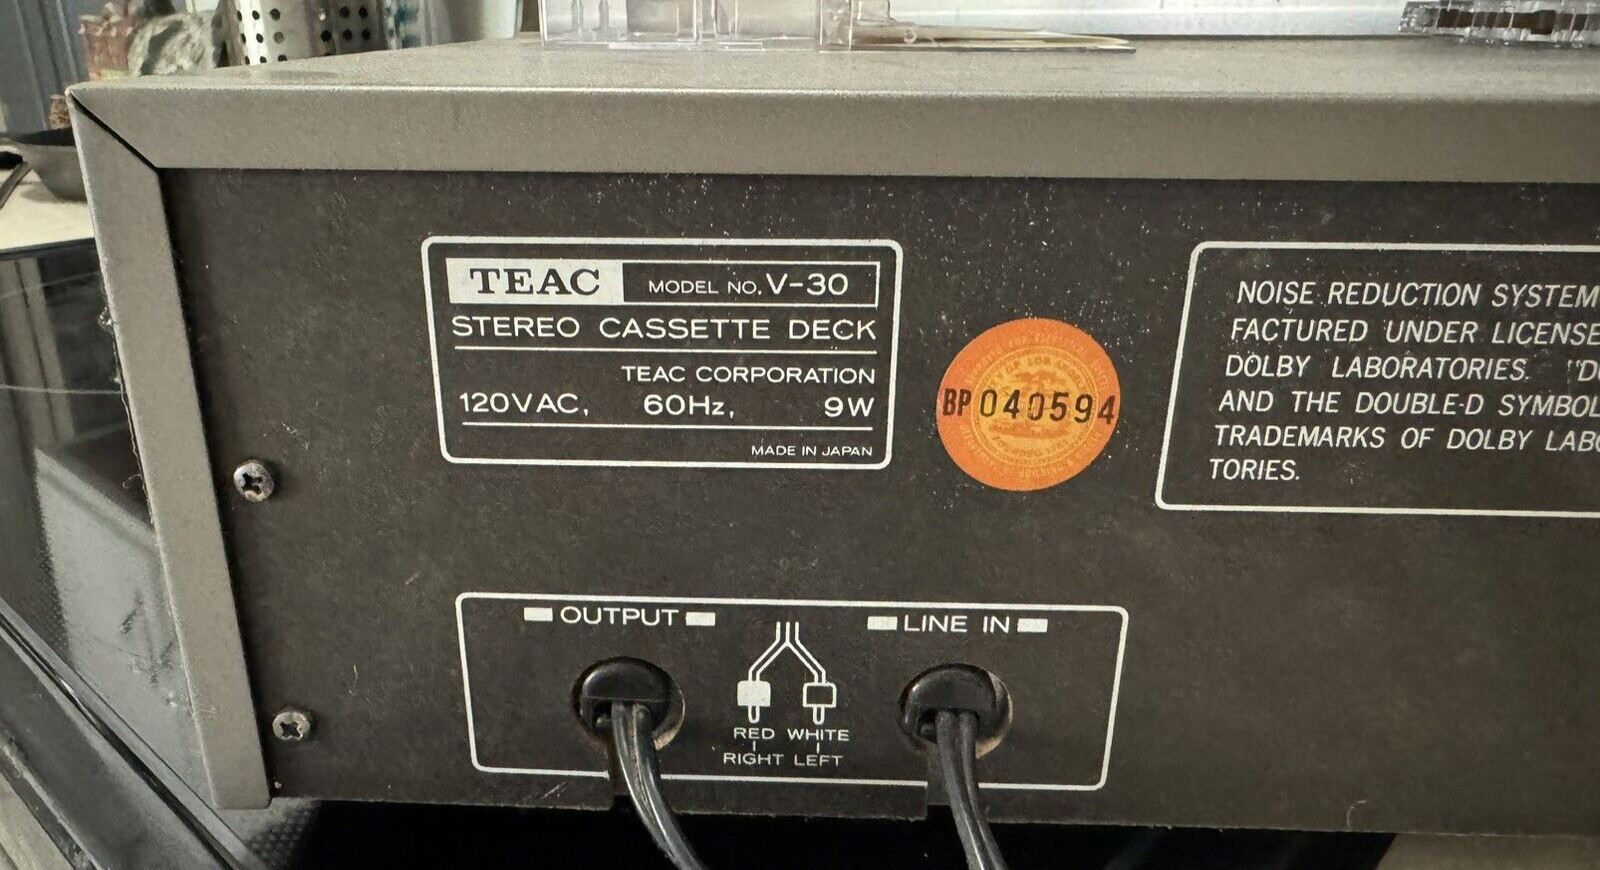 TEAC MODEL NO. V-30
STEREO CASSETTE DECK
TEAC CORPORATION
120VAC, 60Hz, 9W
MADE IN JAPAN
BP 040594
NOISE REDUCTION SYSTEM
FACTURED UNDER LICENSE
DOLBY LABORATORIES.
AND THE DOUBLE-D SYMBOL
TRADEMARKS OF DOLBY
TORIES.
OUTPUT
LINE IN
RED WHITE
RIGHT LEFT